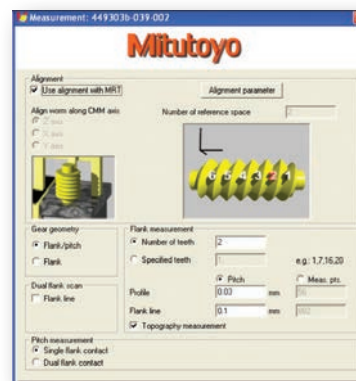 Measurement: 449303b-039-002
Mitutoyo
Alignment
Use alignment with MRT
Alignment parameter
Align worm along CMM axis
Number of reference space
Z axis
X axis
Y axis
6 5 4 3 2 1
Gear geometry
Flank/pitch
Flank
Flank measurement
Number of teeth 2
Specified teeth 1 e.g.: 1,7,16,20
Pitch Meas. pts.
Profile 0.03 mm
Flank line 0.1 mm
Topography measurement
Dual flank scan
Flank line
Pitch measurement
Single flank contact
Dual flank contact